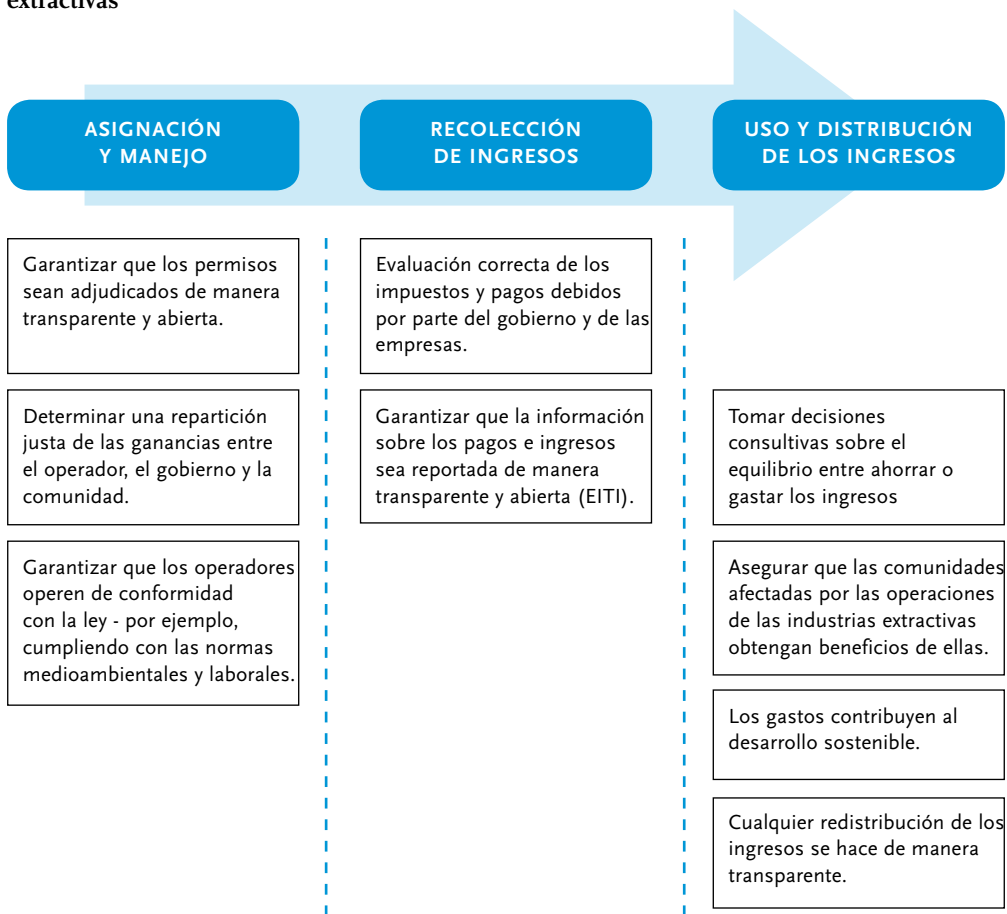 extractivas
ASIGNACIÓN
Y MANEJO
RECOLECCIÓN
DE INGRESOS
USO Y DISTRIBUCIÓN
DE LOS INGRESOS
Garantizar que los permisos
sean adjudicados de manera
transparente y abierta.
Determinar una repartición
justa de las ganancias entre
el operador, el gobierno y la
comunidad.
Garantizar que los operadores
operen de conformidad
con la ley - por ejemplo,
cumpliendo con las normas
medioambientales y laborales.
Evaluación correcta de los
impuestos y pagos debidos
por parte del gobierno y de las
empresas.
Garantizar que la información
sobre los pagos e ingresos
sea reportada de manera
transparente y abierta (EITI).
Tomar decisiones
consultivas sobre el
equilibrio entre ahorrar o
gastar los ingresos
Asegurar que las comunidades
afectadas por las operaciones
de las industrias extractivas
obtengan beneficios de ellas.
Los gastos contribuyen al
desarrollo sostenible.
Cualquier redistribución de los
ingresos se hace de manera
transparente.